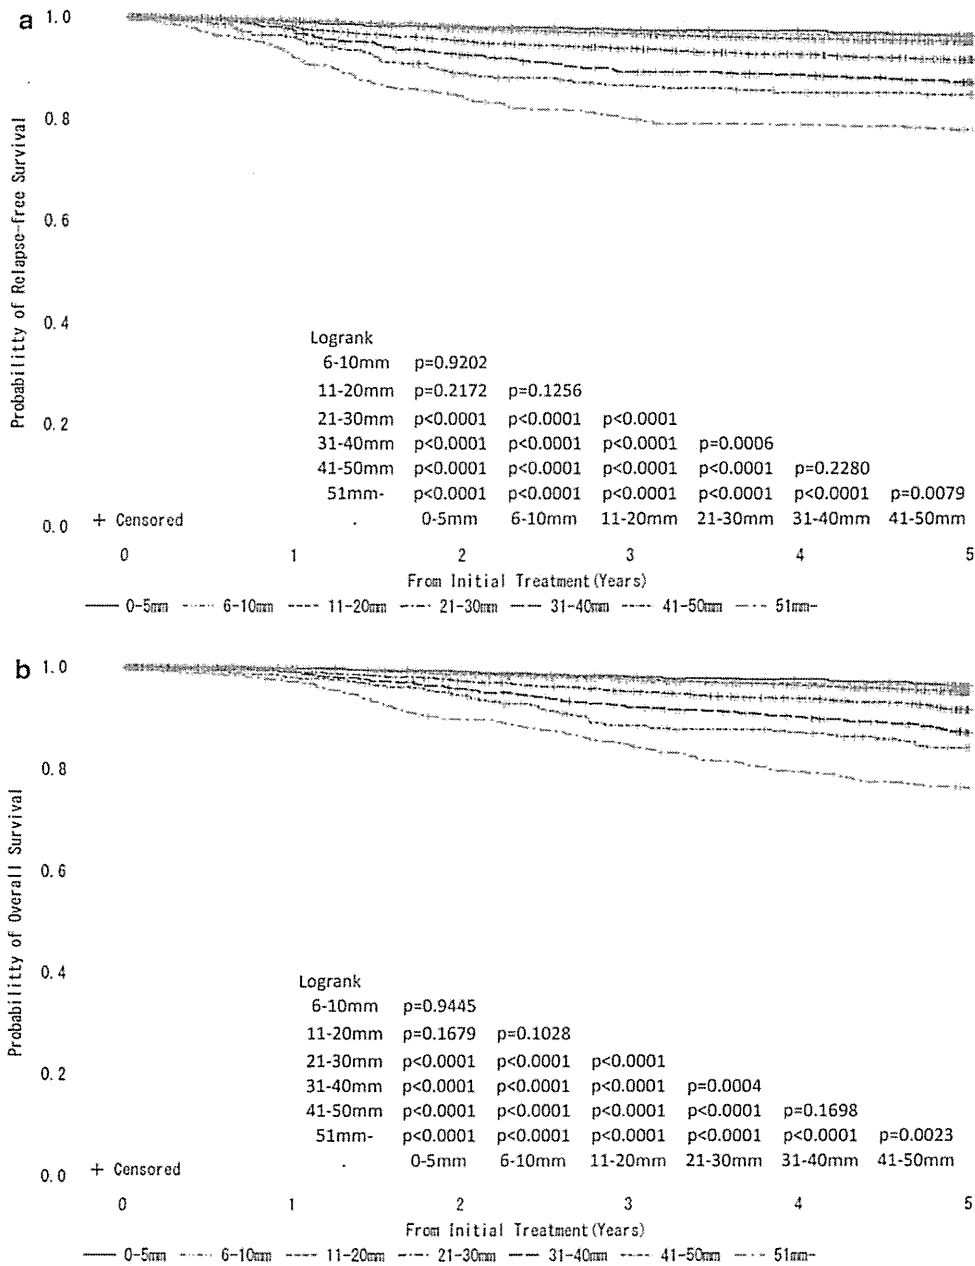 a
Probabilitty of Relapse-free Survival
1.0
0.8
0.6
0.4
0.2
0.0
Logrank
6-10mm p=0.9202
11-20mm p=0.2172 p=0.1256
21-30mm p<0.0001 p<0.0001 p<0.0001
31-40mm p<0.0001 p<0.0001 p<0.0001 p=0.0006
41-50mm p<0.0001 p<0.0001 p<0.0001 p<0.0001 p=0.2280
51mm- p<0.0001 p<0.0001 p<0.0001 p<0.0001 p<0.0001 p=0.0079
0-5mm 6-10mm 11-20mm 21-30mm 31-40mm 41-50mm
+ Censored
0 1 2 3 4 5
From Initial Treatment(Years)
0-5mm 6-10mm 11-20mm 21-30mm 31-40mm 41-50mm 51mm-
b
Probabilitty of Overall Survival
1.0
0.8
0.6
0.4
0.2
0.0
Logrank
6-10mm p=0.9445
11-20mm p=0.1679 p=0.1028
21-30mm p<0.0001 p<0.0001 p<0.0001
31-40mm p<0.0001 p<0.0001 p<0.0001 p=0.0004
41-50mm p<0.0001 p<0.0001 p<0.0001 p<0.0001 p=0.1698
51mm- p<0.0001 p<0.0001 p<0.0001 p<0.0001 p<0.0001 p=0.0023
0-5mm 6-10mm 11-20mm 21-30mm 31-40mm 41-50mm
+ Censored
0 1 2 3 4 5
From Initial Treatment(Years)
0-5mm 6-10mm 11-20mm 21-30mm 31-40mm 41-50mm 51mm-